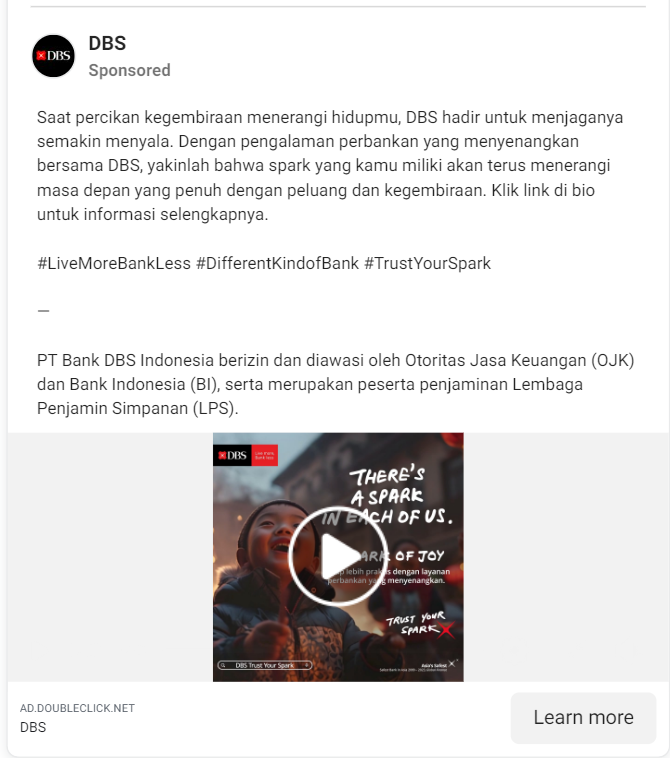 DBS
DBS
Sponsored
Saat percikan kegembiraan menerangi hidupmu, DBS hadir untuk menjaganya
semakin menyala. Dengan pengalaman perbankan yang menyenangkan
bersama DBS, yakinlah bahwa spark yang kamu miliki akan terus menerangi
masa depan yang penuh dengan peluang dan kegembiraan. Klik link di bio
untuk informasi selengkapnya.
#LiveMoreBankLess #DifferentKindofBank #TrustYourSpark
—
PT Bank DBS Indonesia berizin dan diawasi oleh Otoritas Jasa Keuangan (OJK)
dan Bank Indonesia (BI), serta merupakan peserta penjaminan Lembaga
Penjamin Simpanan (LPS).
DBS
Live more
Bank less
THERE'S
A SPARK
IN EACH OF US.
OF JOY
lebih dengan layanan
perbankan yang menyenangkan.
TRUST YOUR
SPARK
DBS Trust Your Spark
Asia's Safest
AD.DOUBLECLICK.NET
DBS
Learn more